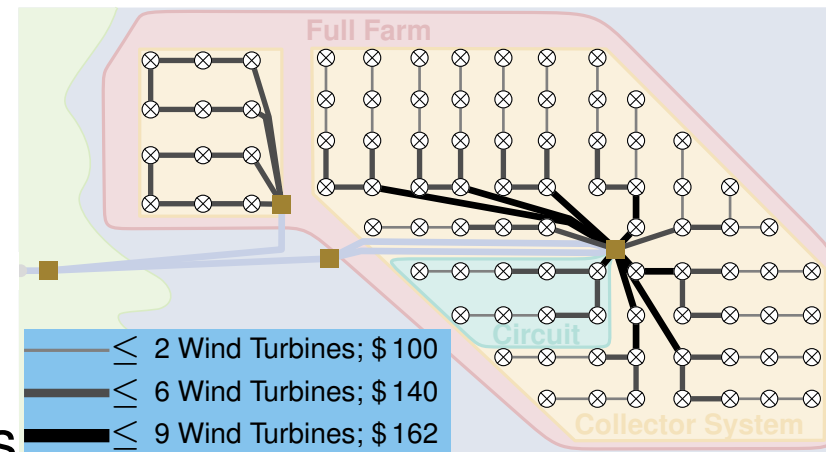 Full Farm
Circuit
≤ 2 Wind Turbines; $ 100
≤ 6 Wind Turbines; $ 140
≤ 9 Wind Turbines; $ 162
Collector System
s